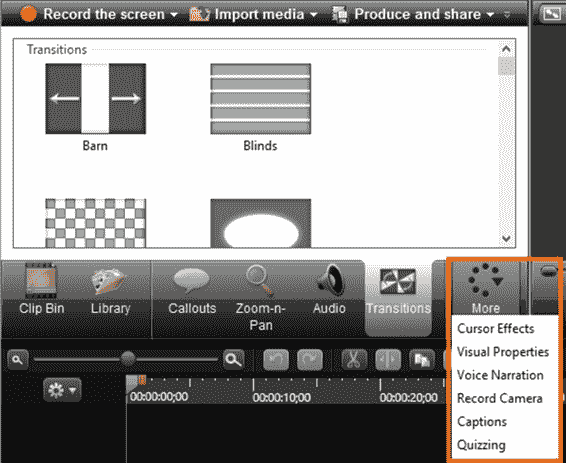 Record the screen Import media Produce and share
Transitions
Barn Blinds
Clip Bin Library Callouts Zoom-n-Pan Audio Transitions More
Cursor Effects
Visual Properties
Voice Narration
Record Camera
Captions
Quizzing
00:00:00;00 00:00:10;00 00:00:20;00